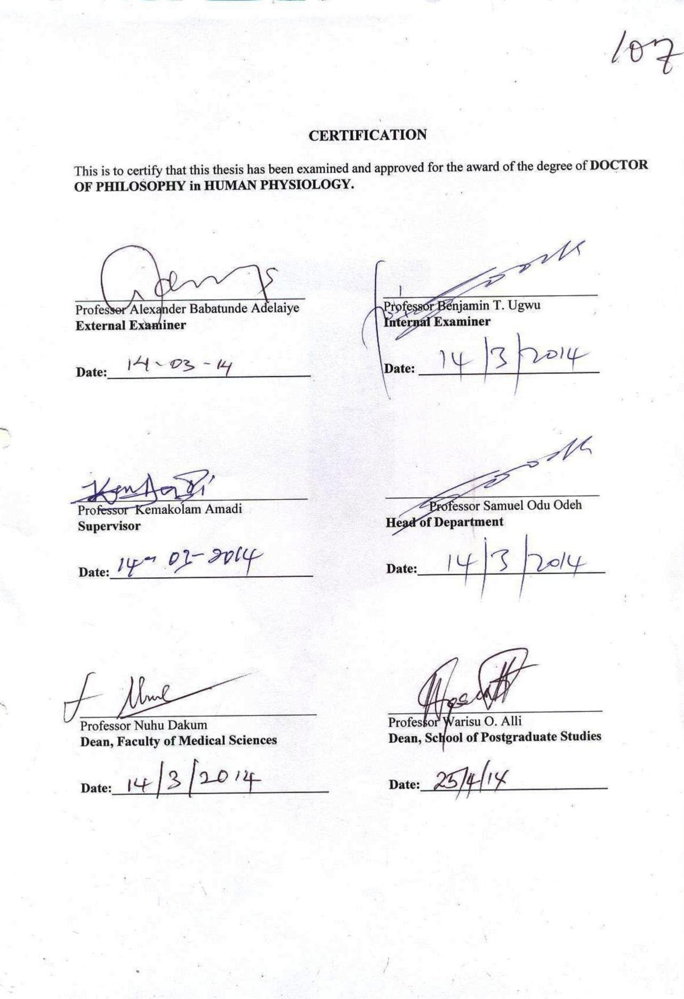 107
CERTIFICATION
This is to certify that this thesis has been examined and approved for the award of the degree of DOCTOR
OF PHILOSOPHY in HUMAN PHYSIOLOGY.
Professor Alexander Babatunde Adelaiye
External Examiner
Date: 14-03-14
Professor Benjamin T. Ugwu
Internal Examiner
Date: 14/3/2014
Professor Kemakolam Amadi
Supervisor
Date: 14-03-2014
Professor Samuel Odu Odeh
Head of Department
Date: 14/3/2014
Professor Nuhu Dakum
Dean, Faculty of Medical Sciences
Date: 14/3/2014
Professor Warisu O. Alli
Dean, School of Postgraduate Studies
Date: 25/4/14